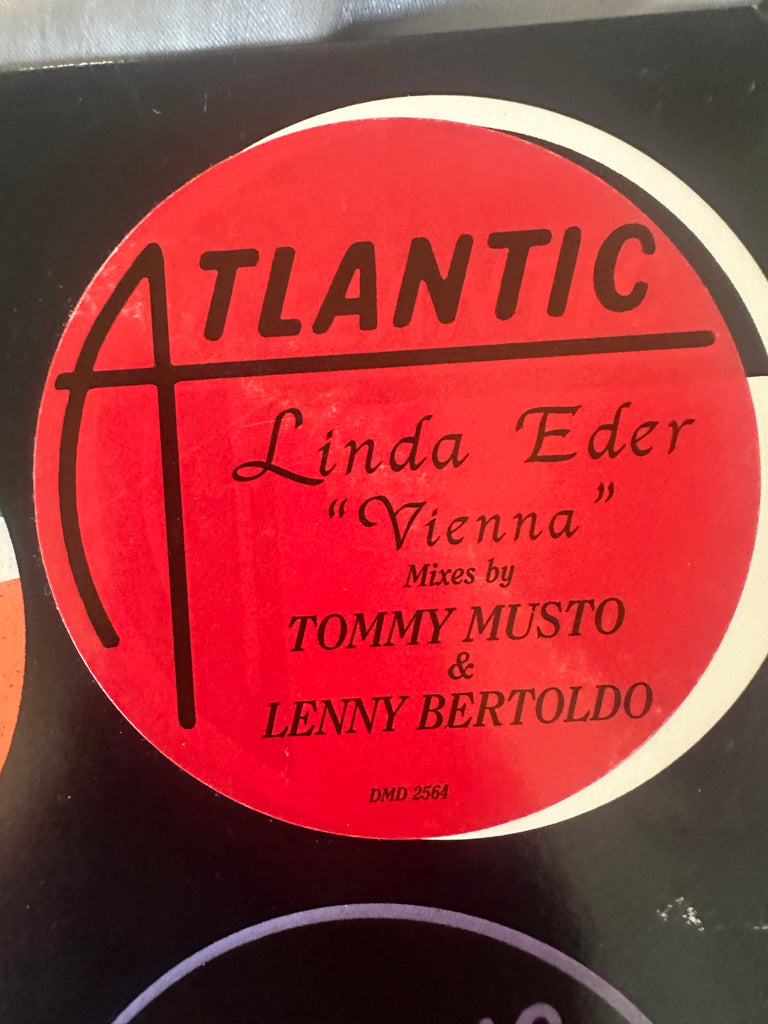 ATLANTIC
Linda Eder
"Vienna"
Mixes by
TOMMY MUSTO
&
LENNY BERTOLDO
DMD 2564